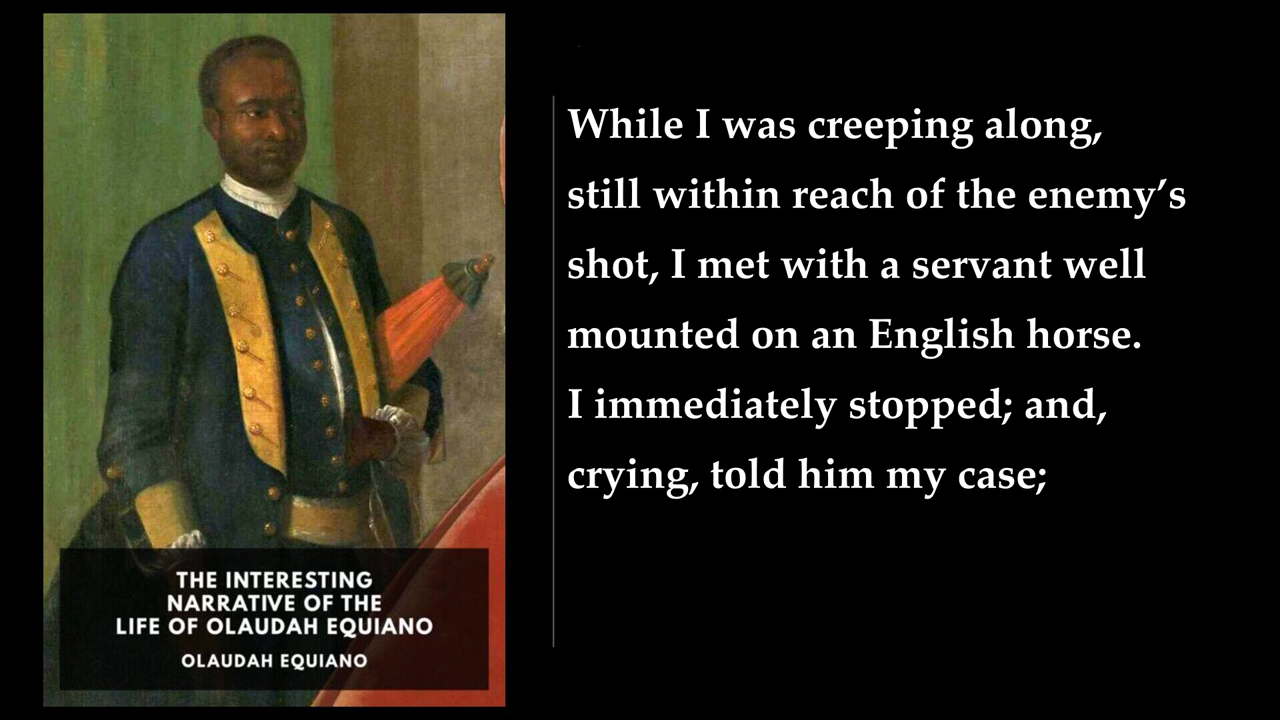 THE INTERESTING
NARRATIVE OF THE
LIFE OF OLAUDAH EQUIANO
OLAUDAH EQUIANO
While I was creeping along,
still within reach of the enemy’s
shot, I met with a servant well
mounted on an English horse.
I immediately stopped; and,
crying, told him my case;